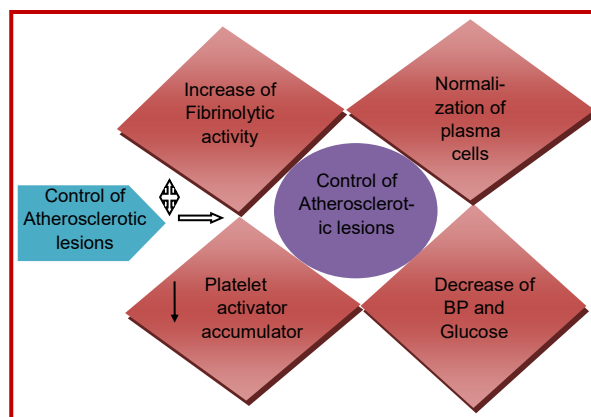 Increase of
Fibrinolytic
activity
Normali-
zation of
plasma
cells
Control of
Atherosclerotic
lesions
Control of
Atherosclerot-
ic lesions
Platelet
activator
accumulator
Decrease of
BP and
Glucose